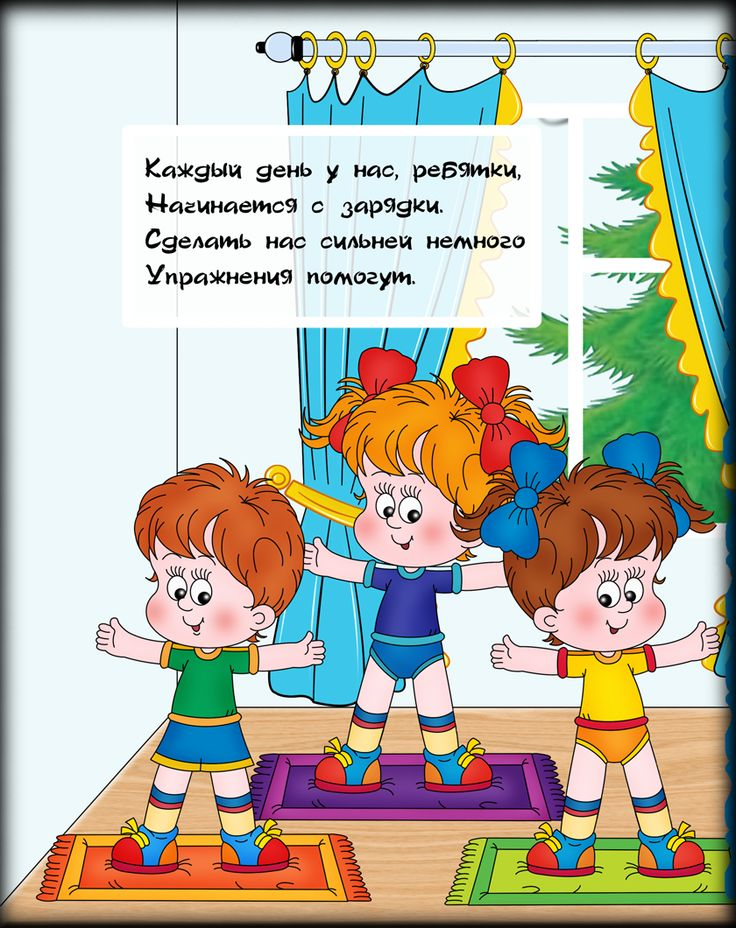 Каждый день у нас, ребятки,
Начинается с зарядки.
Сделать нас сильней немного
Упражнения помогут.